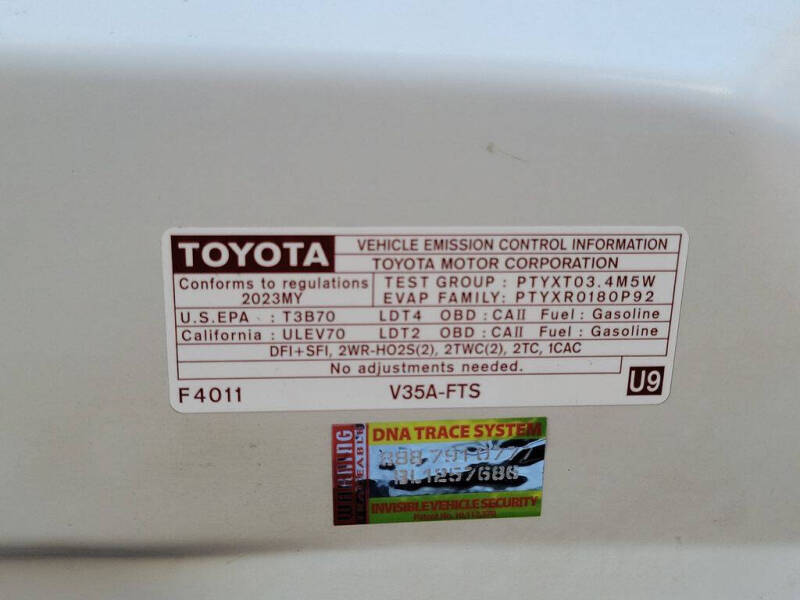 TOYOTA
VEHICLE EMISSION CONTROL INFORMATION
TOYOTA MOTOR CORPORATION
Conforms to regulations
2023MY
TEST GROUP : PTYXT03.4M5W
EVAP FAMILY: PTYXR0180P92
U.S.EPA : T3B70 LDT4 OBD : CAII Fuel : Gasoline
California : ULEV70 LDT2 OBD : CAII Fuel : Gasoline
DFI+SFI, 2WR-HO2S(2), 2TWC(2), 2TC, 1CAC
No adjustments needed.
F4011 V35A-FTS U9
WARNING
DNA TRACE SYSTEM
INVISIBLE VEHICLE SECURITY